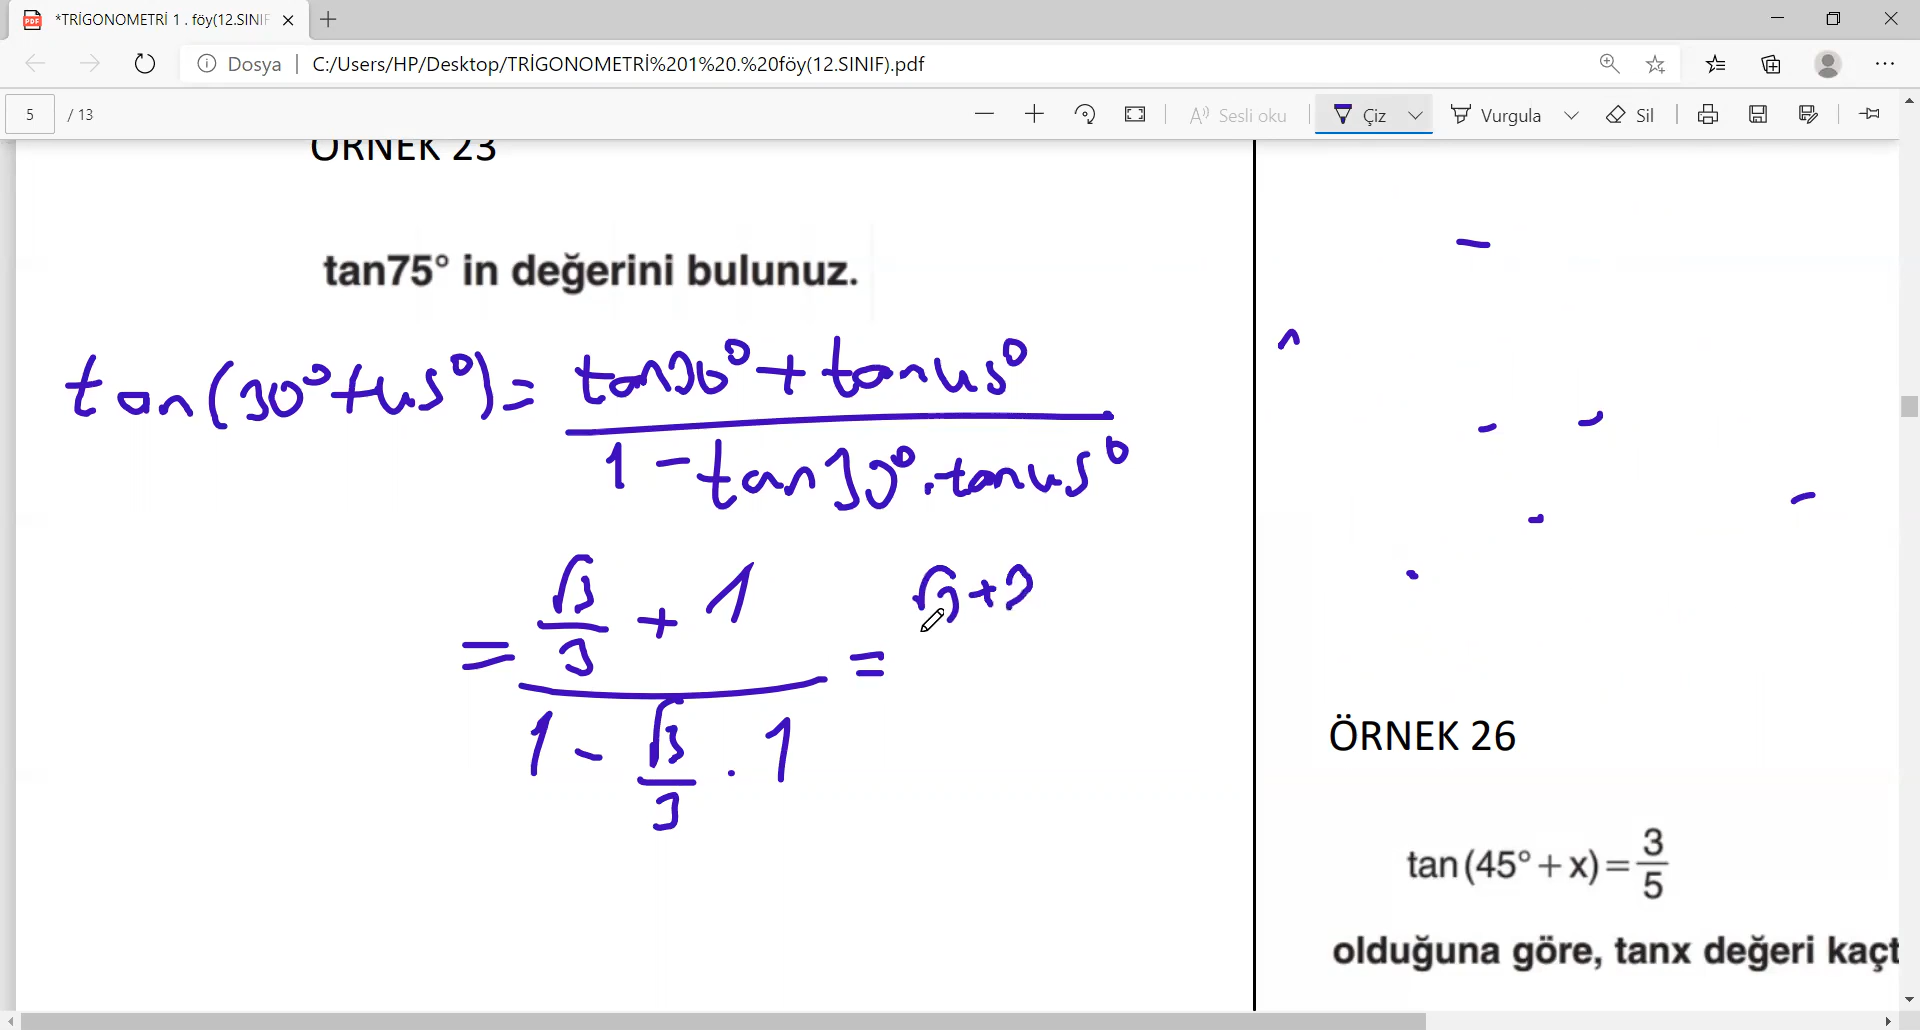 *TRİGONOMETRİ 1 . föy(12.SINIF
Dosya
C:/Users/HP/Desktop/TRİGONOMETRİ%201%20.%20föy(12.SINIF).pdf
5 / 13
Sesli oku
Çiz
Vurgula
Sil
ÖRNEK 23
tan75° in değerini bulunuz.
tan(30°+45°)= (tan30°+tan45°)/(1-tan30°.tan45°)
= (√3/3 + 1)/(1 - √3/3 . 1) = √3+3
ÖRNEK 26
tan(45°+x)=3/5
olduğuna göre, tanx değeri kaçt